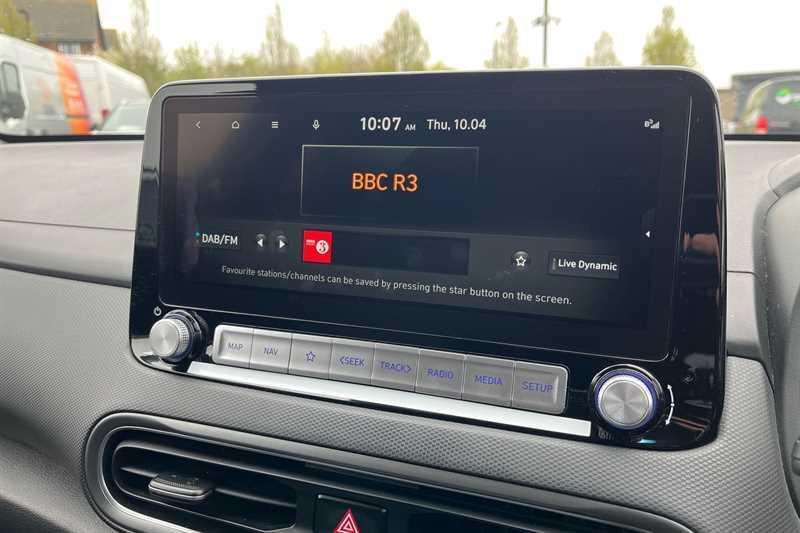 10:07 AM Thu, 10.04
BBC R3
DAB/FM
3
Live Dynamic
Favourite stations/channels can be saved by pressing the star button on the screen.
MAP
NAV
<SEEK
TRACK>
RADIO
MEDIA
SETUP